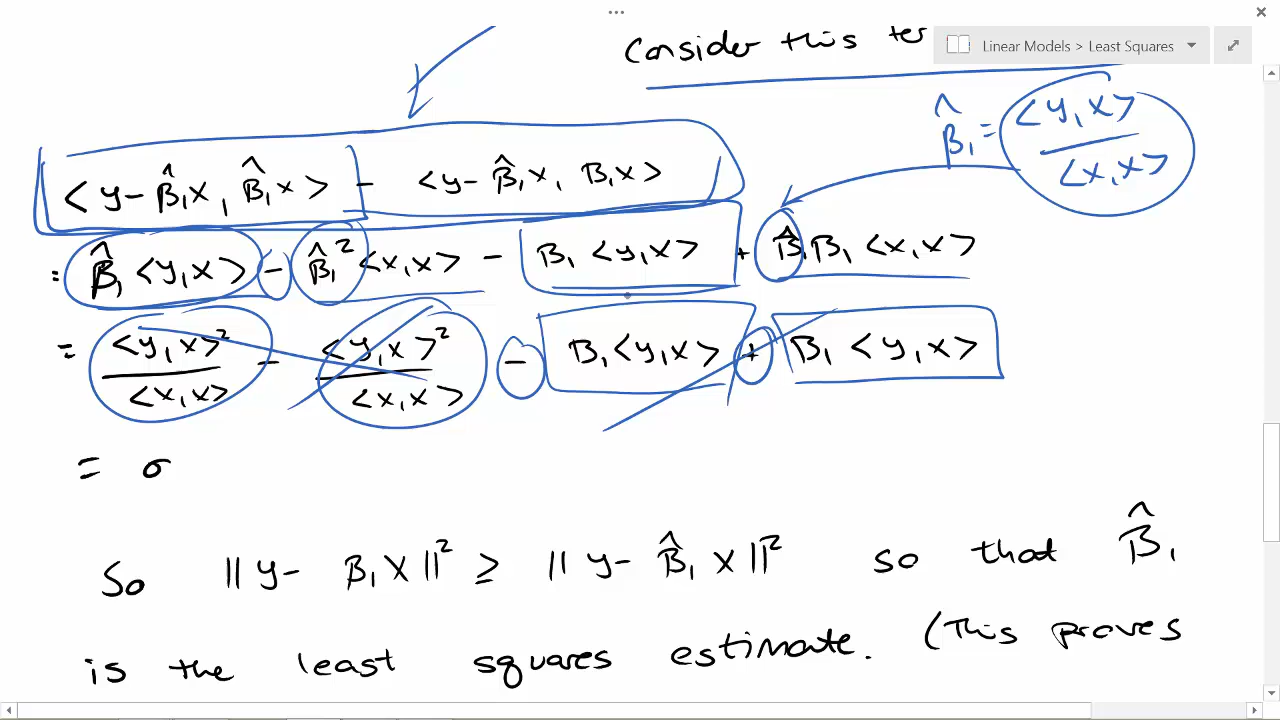 Consider this ter
Linear Models > Least Squares
β̂₁ = <y,x> / <x,x>
<y-β̂₁x, β̂₁x> - <y-β̂₁x, β₁x>
= β̂₁<y,x> - β̂₁²<x,x> - β₁<y,x> + β̂₁β₁<x,x>
= <y,x>² / <x,x> - <y,x>² / <x,x> - β₁<y,x> + β₁<y,x>
= 0
So ||y-β₁x||² ≥ ||y-β̂₁x||² so that β̂₁
is the least squares estimate. (This proves